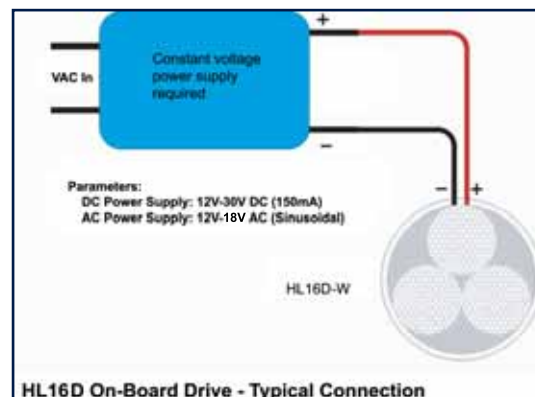 +
Constant voltage
power supply
required
VAC In
−
Parameters:
DC Power Supply: 12V-30V DC (150mA)
AC Power Supply: 12V-18V AC (Sinusoidal)
− +
HL16D-W
HL16D On-Board Drive - Typical Connection